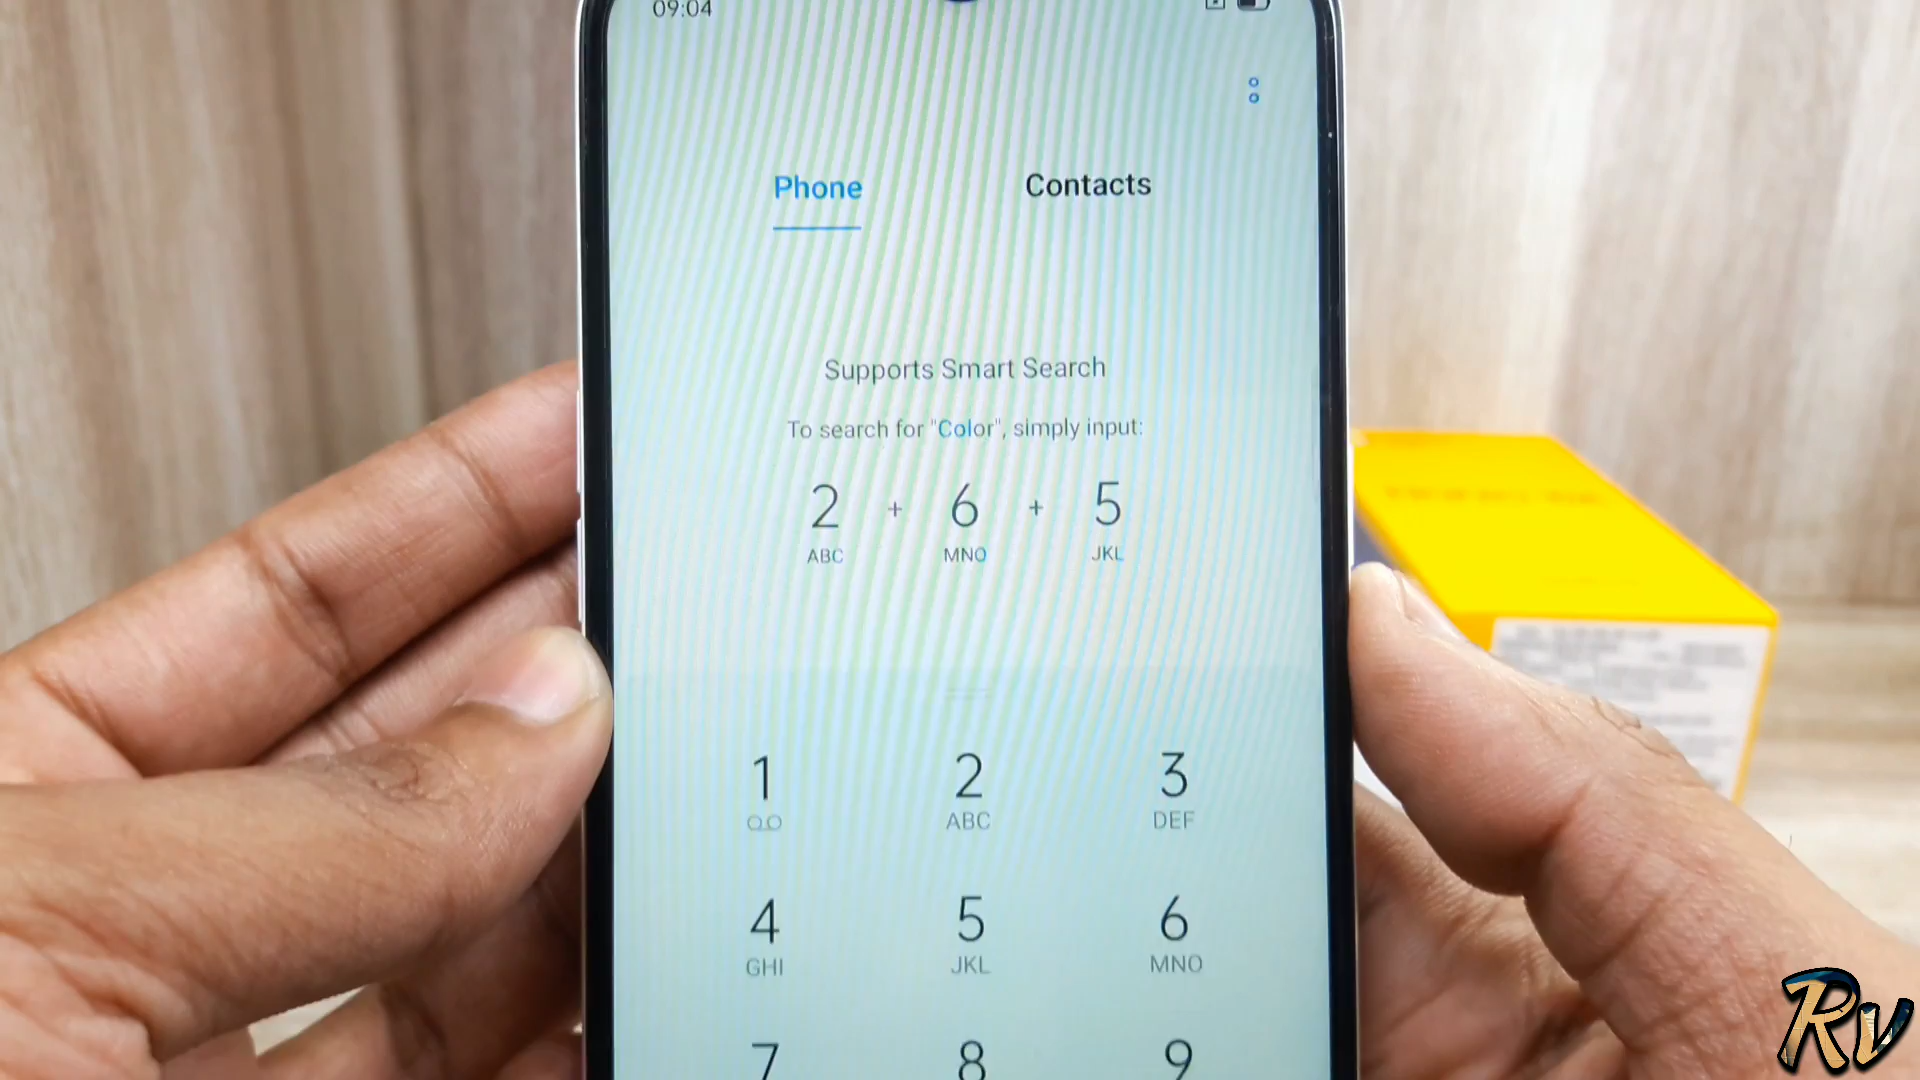 09:04
Phone Contacts
Supports Smart Search
To search for "Color", simply input:
2 + 6 + 5
ABC MNO JKL
1 2 3
ABC DEF
4 5 6
GHI JKL MNO
7 8 9
Rv